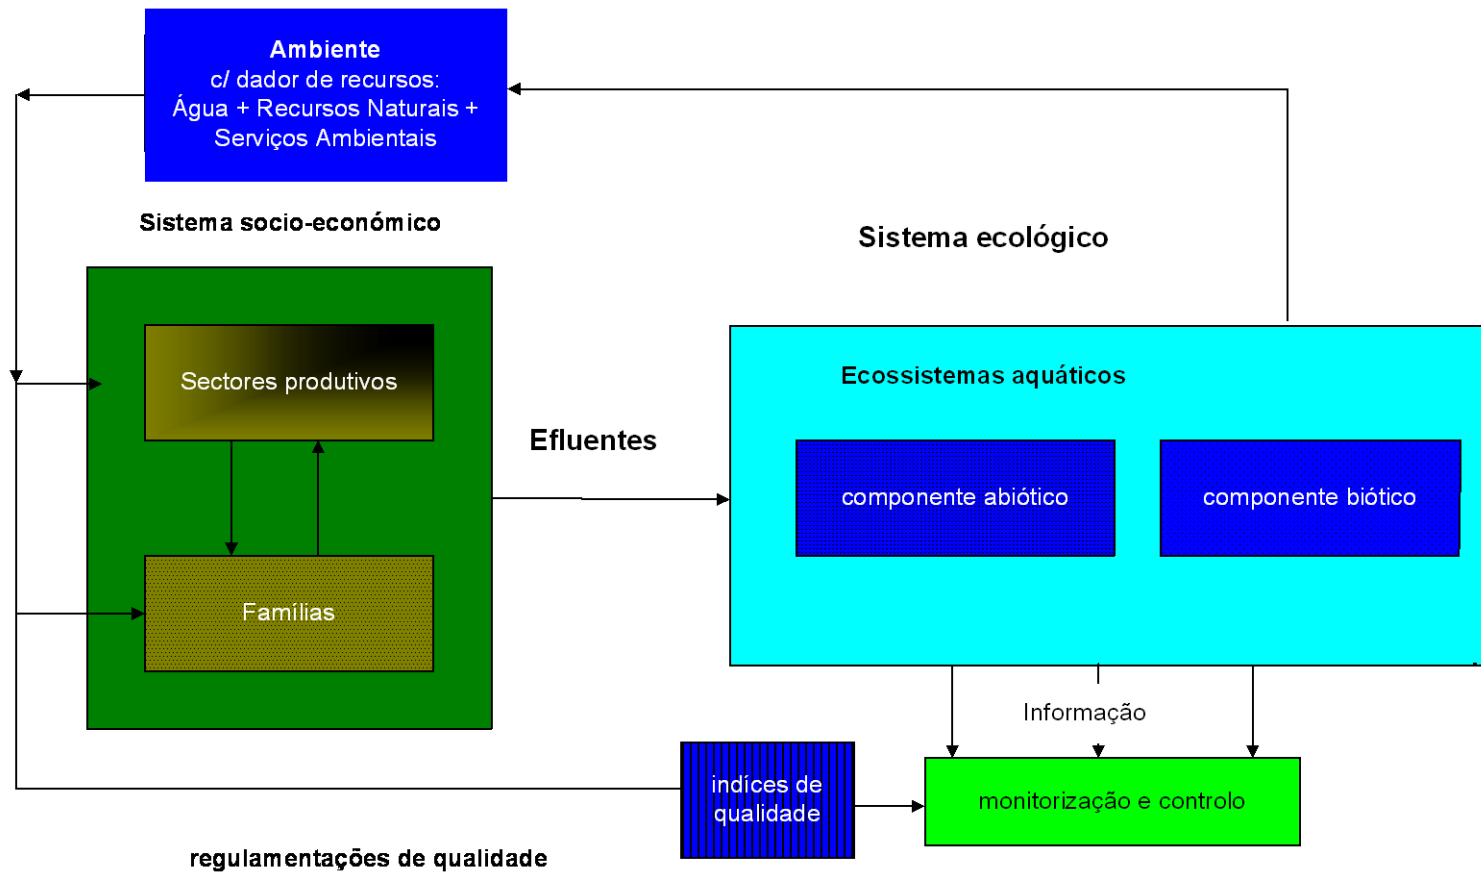 Ambiente
c/ dador de recursos:
Água + Recursos Naturais +
Serviços Ambientais
Sistema socio-económico
Sistema ecológico
Sectores produtivos
Ecossistemas aquáticos
Efluentes
componente abiótico
componente biótico
Famílias
Informação
indíces de
qualidade
monitorização e controlo
regulamentações de qualidade